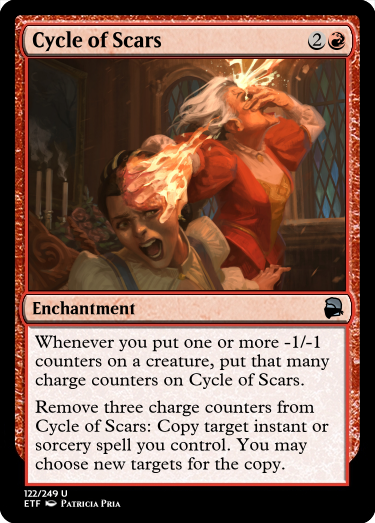 Cycle of Scars 2
Enchantment
Whenever you put one or more -1/-1
counters on a creature, put that many
charge counters on Cycle of Scars.
Remove three charge counters from
Cycle of Scars: Copy target instant or
sorcery spell you control. You may
choose new targets for the copy.
122/249 U
ETF Patricia Pria